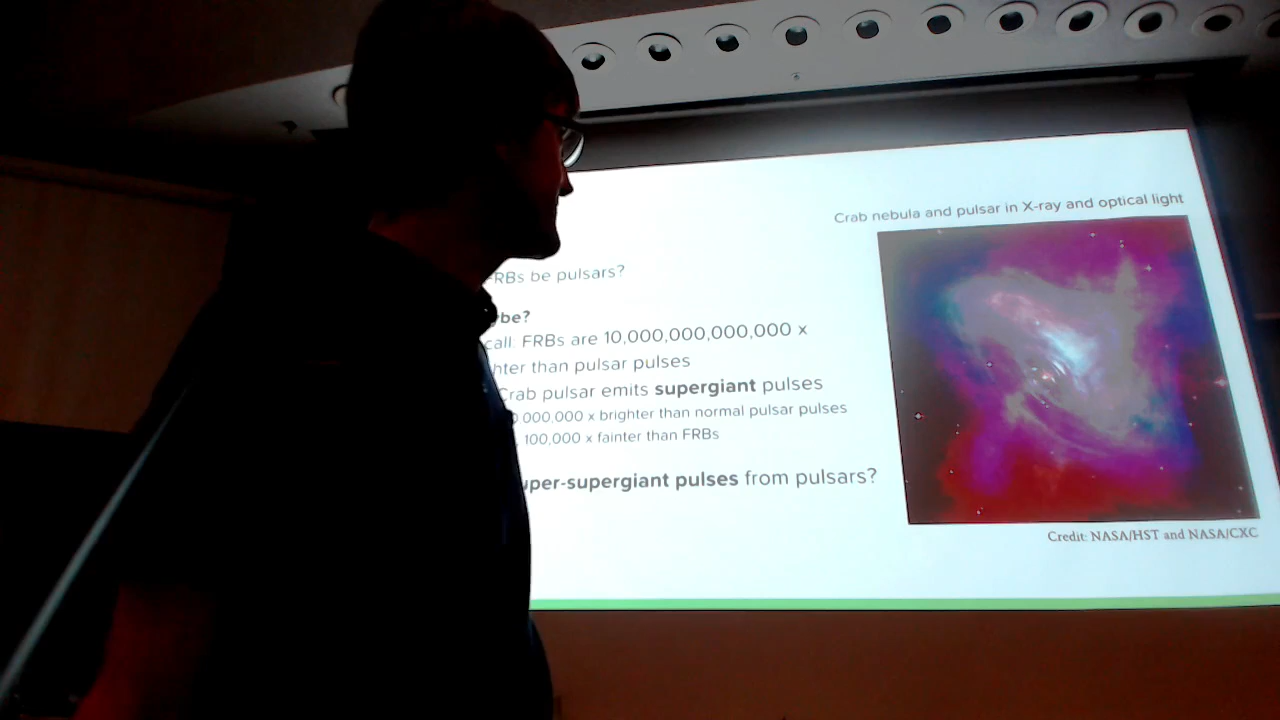 Crab nebula and pulsar in X-ray and optical light
FRBs be pulsars?
ybe?
call: FRBs are 10,000,000,000,000 x
hter than pulsar pulses
Crab pulsar emits supergiant pulses
000,000 x brighter than normal pulsar pulses
100,000 x fainter than FRBs
uper-supergiant pulses from pulsars?
Credit: NASA/HST and NASA/CXC